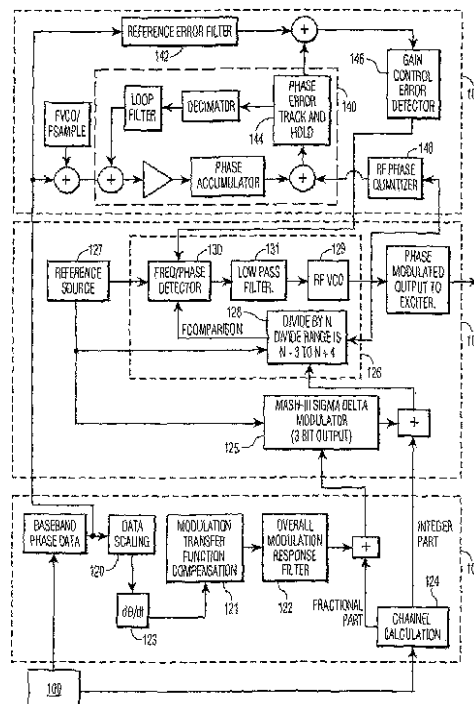 REFERENCE ERROR FILTER
142
146
GAIN
CONTROL
ERROR
DETECTOR
FVCO/
FSAMPLE
LOOP
FILTER
DECIMATOR
PHASE
ERROR
TRACK AND
HOLD
144
140
PHASE
ACCUMULATOR
148
RF PHASE
QUANTIZER
127
REFERENCE
SOURCE
130
FREQ/PHASE
DETECTOR
131
LOW PASS
FILTER.
129
RF VCO
PHASE
MODULATED
OUTPUT TO
EXCITER.
FCOMPARISON
128
DIVIDE BY N.
DIVIDE RANGE IS
N - 3 TO N + 4
126
MASH-III SIGMA DELTA
MODULATOR
(3 BIT OUTPUT)
125
+
BASEBAND
PHASE DATA
DATA
SCALING
120
MODULATION
TRANSFER
FUNCTION
COMPENSATION
121
OVERALL
MODULATION
RESPONSE
FILTER
122
+
INTEGER
PART
FRACTIONAL
PART
124
CHANNEL
CALCULATION
dθ/dt
123
100